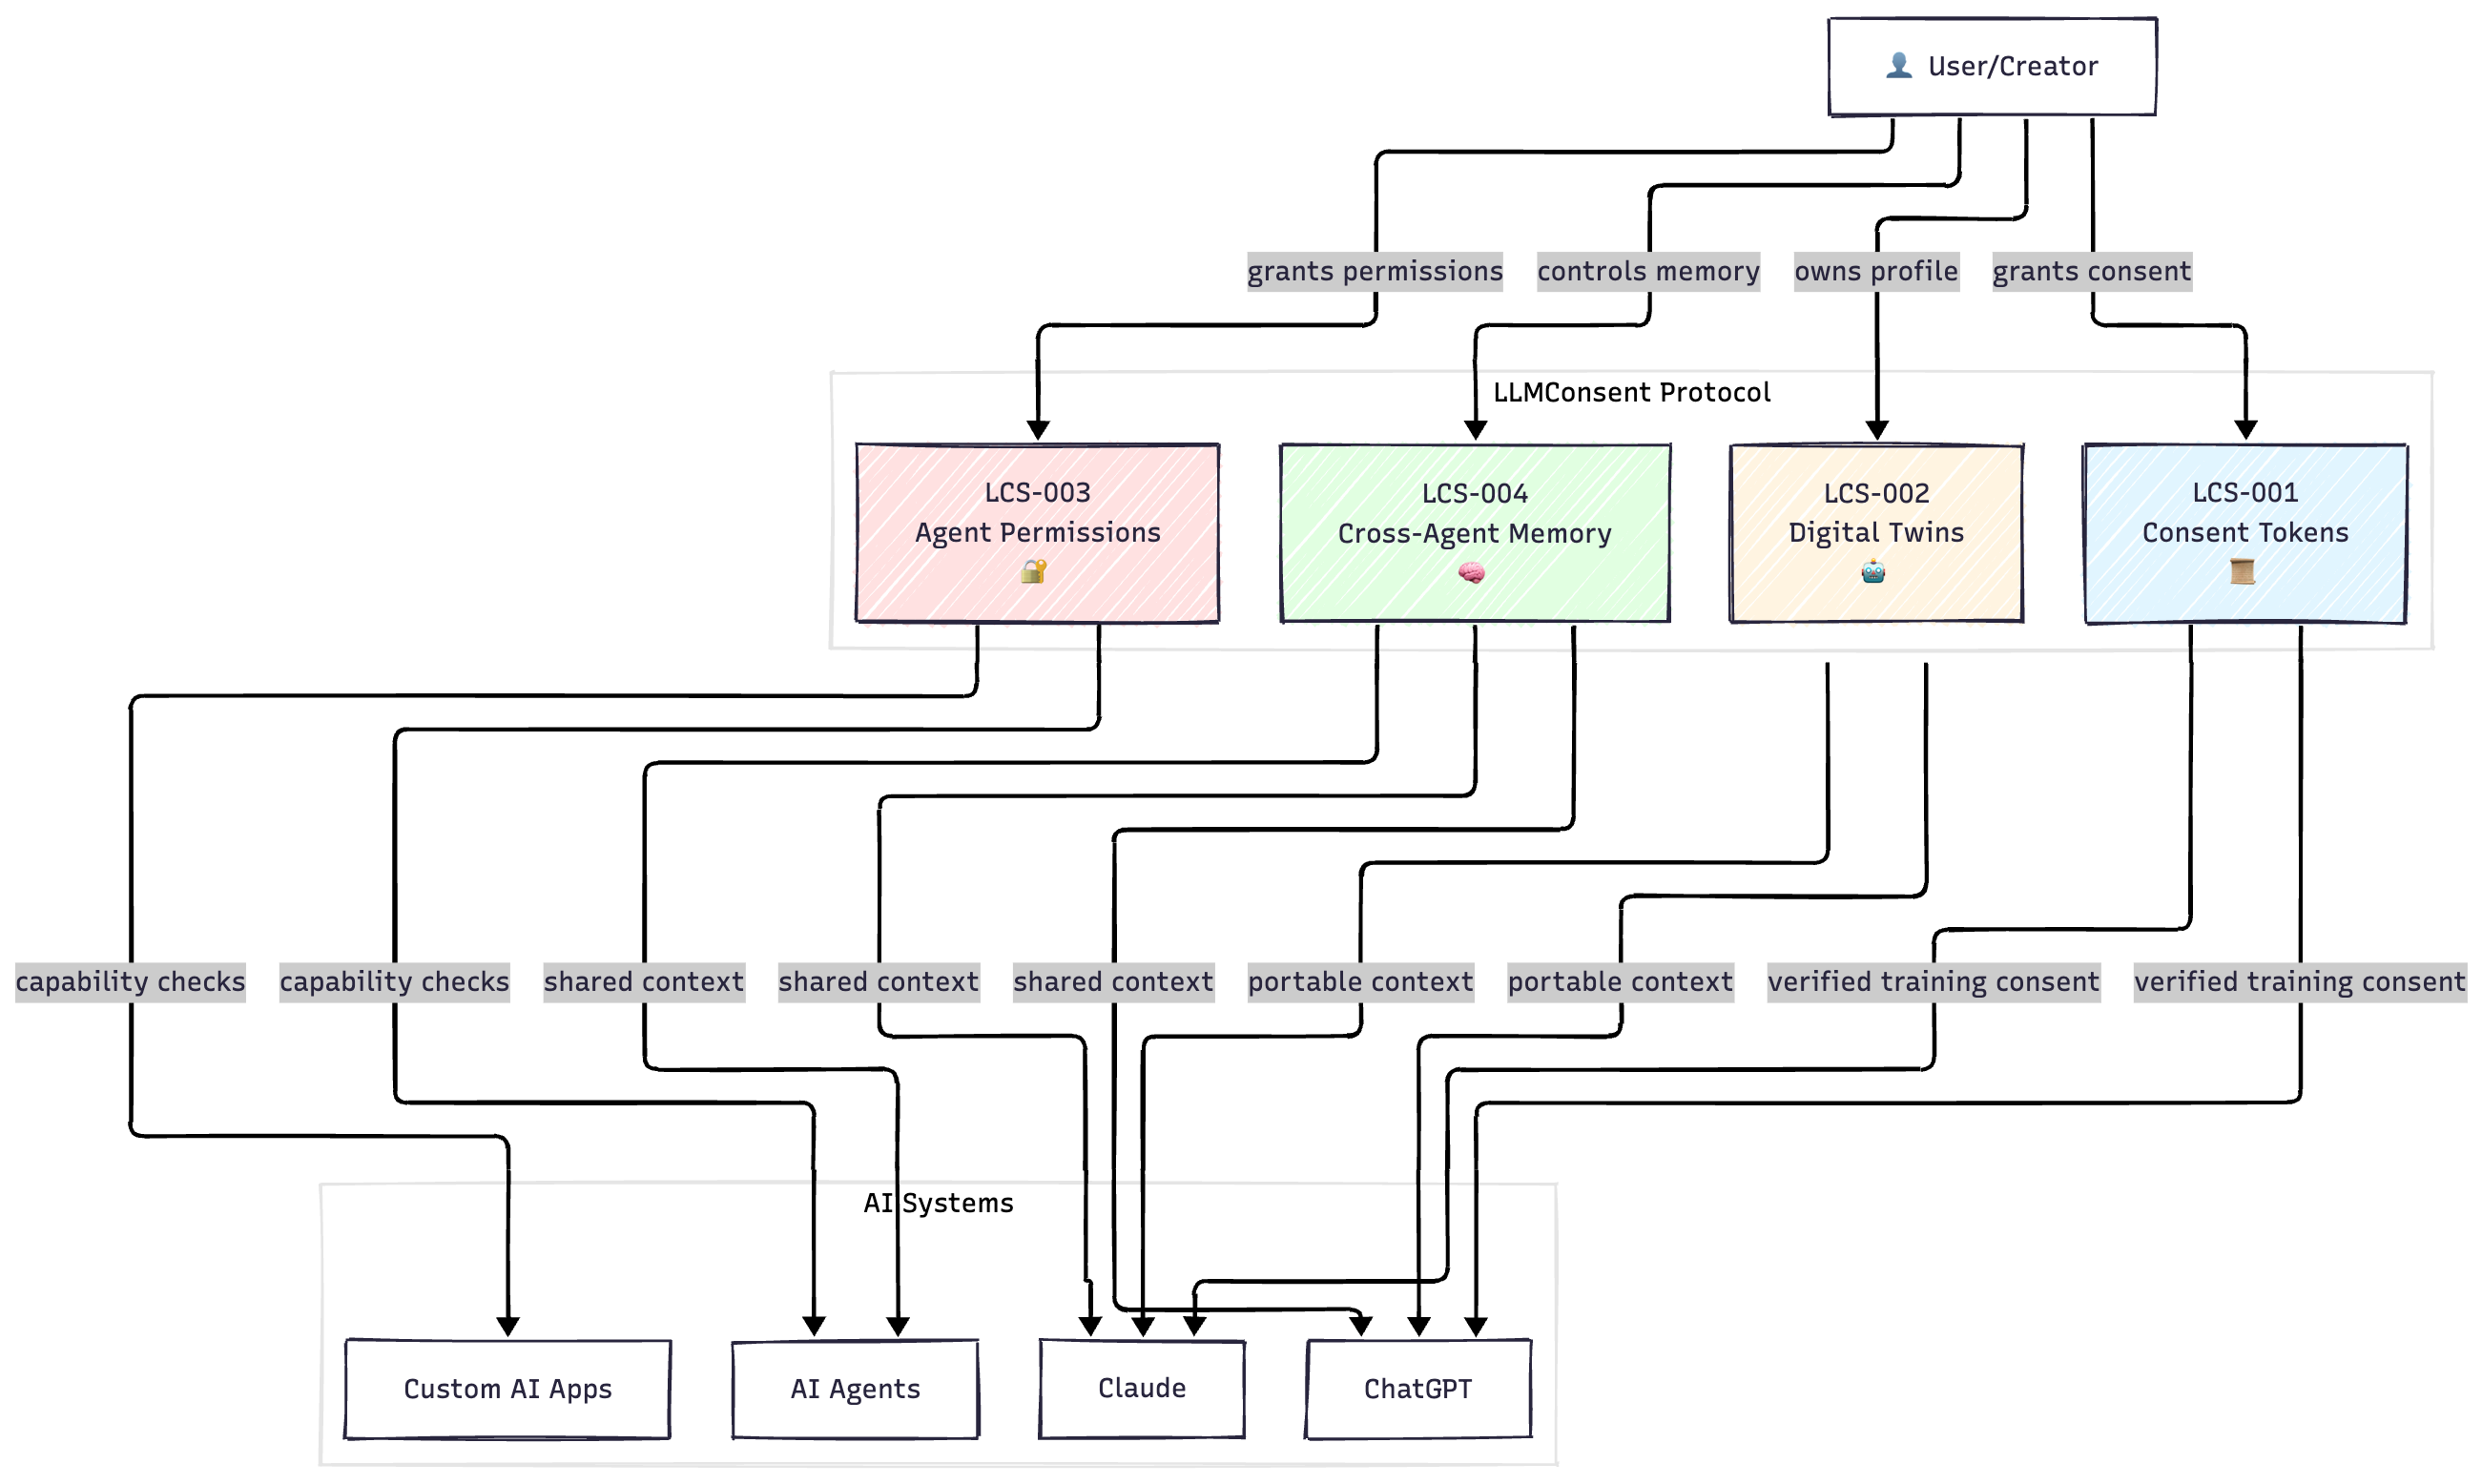 User/Creator
grants permissions
controls memory
owns profile
grants consent
LLMConsent Protocol
LCS-003
Agent Permissions
LCS-004
Cross-Agent Memory
LCS-002
Digital Twins
LCS-001
Consent Tokens
capability checks
capability checks
shared context
shared context
shared context
portable context
portable context
verified training consent
verified training consent
AI Systems
Custom AI Apps
AI Agents
Claude
ChatGPT